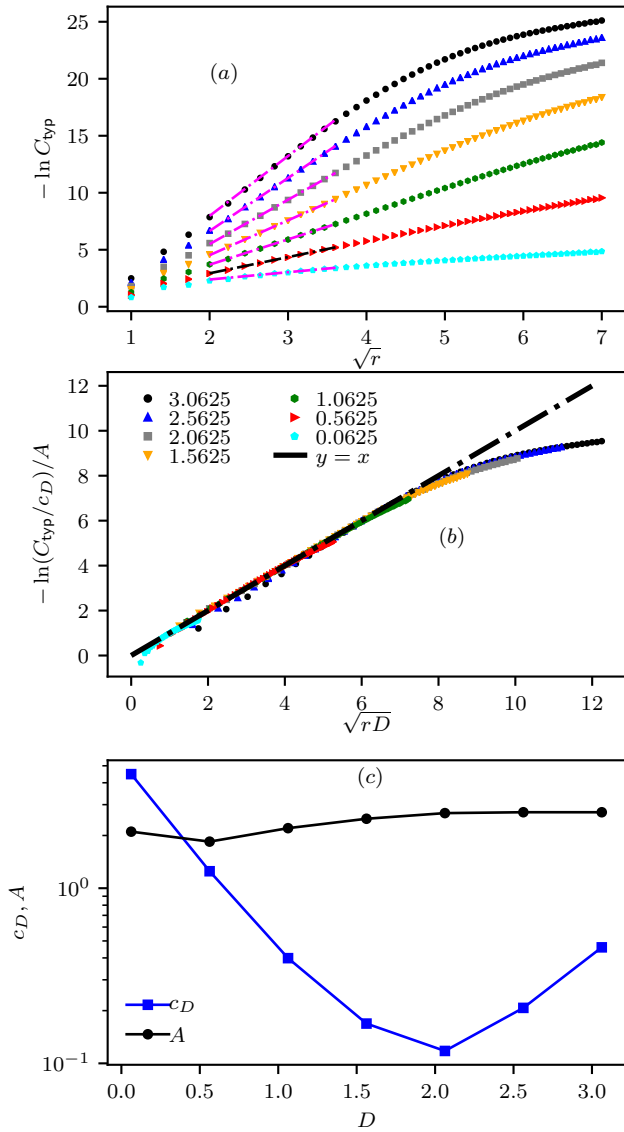 (a)
− ln C_typ
25
20
15
10
5
0
1 2 3 4 5 6 7
√r
(b)
− ln(C_typ/c_D)/A
12
10
8
6
4
2
0
3.0625 1.0625
2.5625 0.5625
2.0625 0.0625
1.5625 y = x
0 2 4 6 8 10 12
√rD
(c)
c_D, A
10^0
10^−1
c_D
A
0.0 0.5 1.0 1.5 2.0 2.5 3.0
D